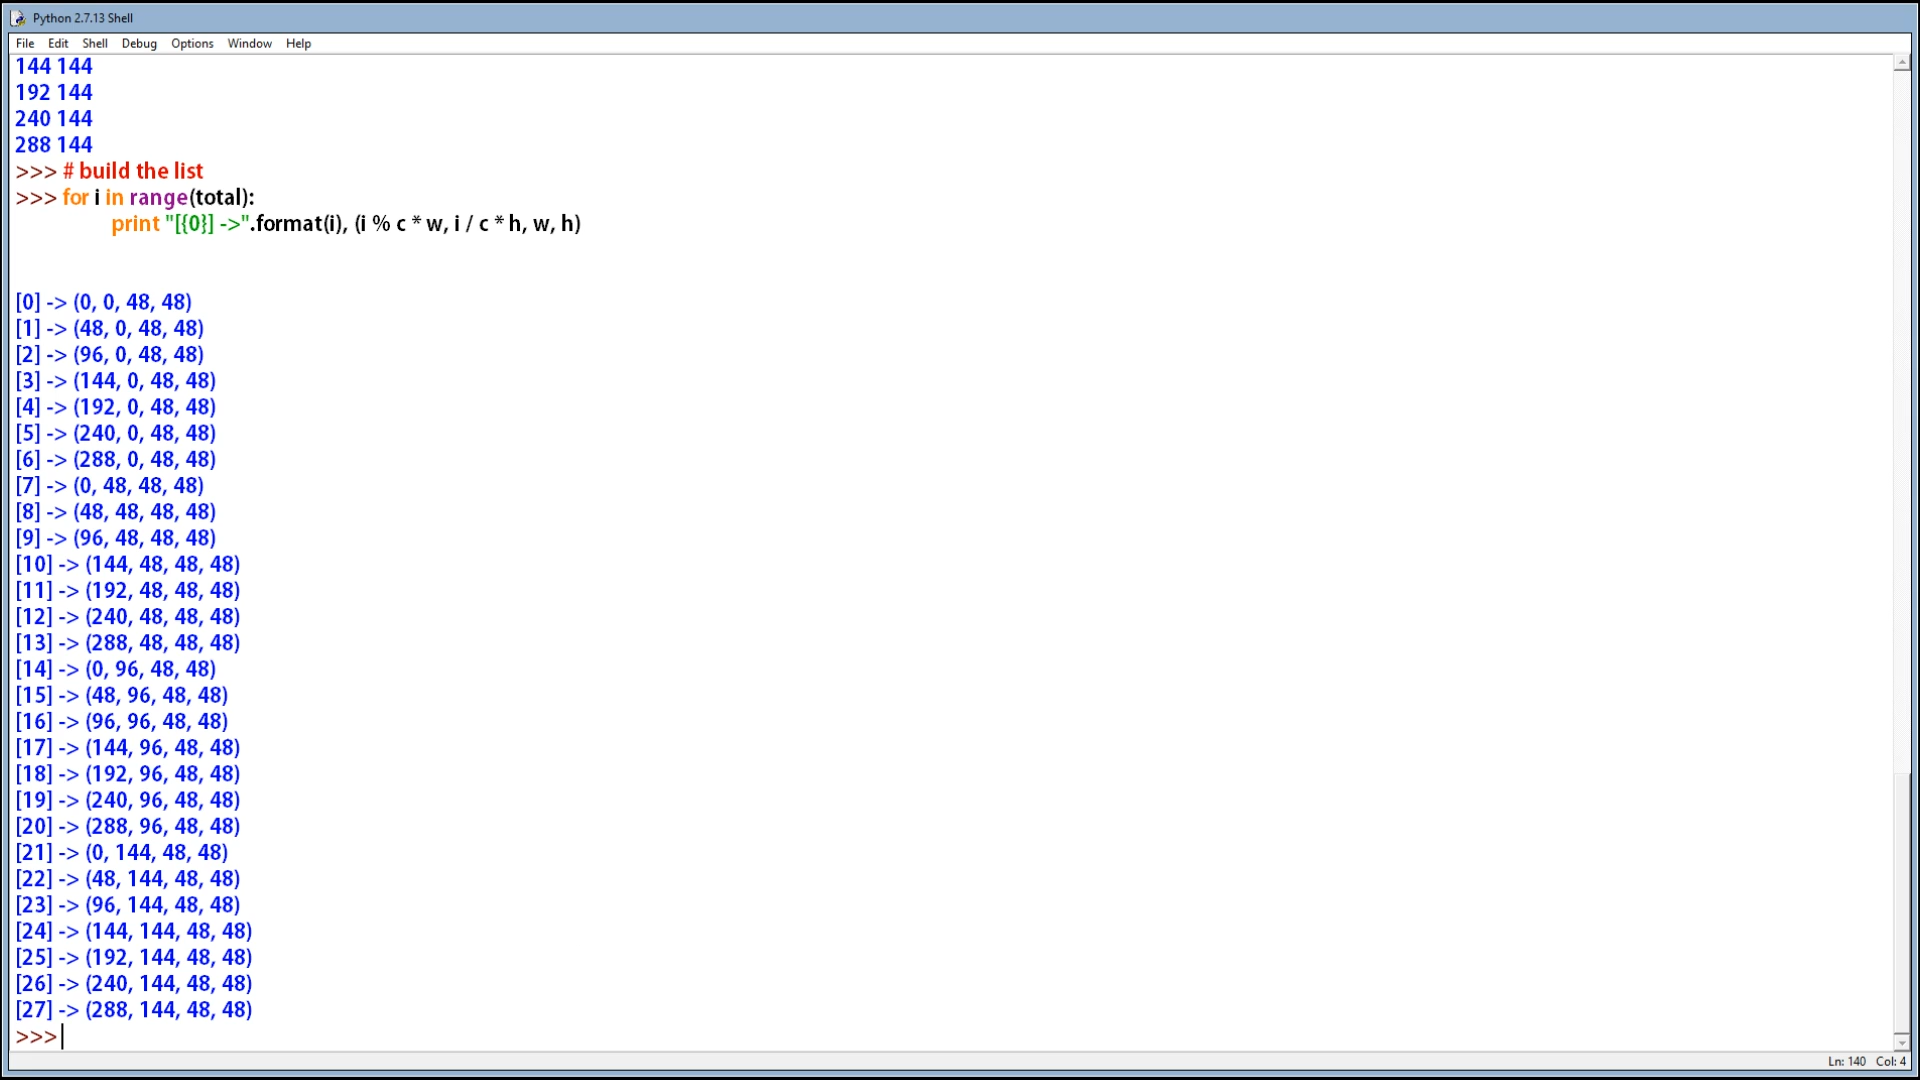 Python 2.7.13 Shell
File Edit Shell Debug Options Window Help
144 144
192 144
240 144
288 144
>>> # build the list
>>> for i in range(total):
print "[{0}] ->".format(i), (i % c * w, i / c * h, w, h)
[0] -> (0, 0, 48, 48)
[1] -> (48, 0, 48, 48)
[2] -> (96, 0, 48, 48)
[3] -> (144, 0, 48, 48)
[4] -> (192, 0, 48, 48)
[5] -> (240, 0, 48, 48)
[6] -> (288, 0, 48, 48)
[7] -> (0, 48, 48, 48)
[8] -> (48, 48, 48, 48)
[9] -> (96, 48, 48, 48)
[10] -> (144, 48, 48, 48)
[11] -> (192, 48, 48, 48)
[12] -> (240, 48, 48, 48)
[13] -> (288, 48, 48, 48)
[14] -> (0, 96, 48, 48)
[15] -> (48, 96, 48, 48)
[16] -> (96, 96, 48, 48)
[17] -> (144, 96, 48, 48)
[18] -> (192, 96, 48, 48)
[19] -> (240, 96, 48, 48)
[20] -> (288, 96, 48, 48)
[21] -> (0, 144, 48, 48)
[22] -> (48, 144, 48, 48)
[23] -> (96, 144, 48, 48)
[24] -> (144, 144, 48, 48)
[25] -> (192, 144, 48, 48)
[26] -> (240, 144, 48, 48)
[27] -> (288, 144, 48, 48)
>>>
Ln: 140 Col: 4